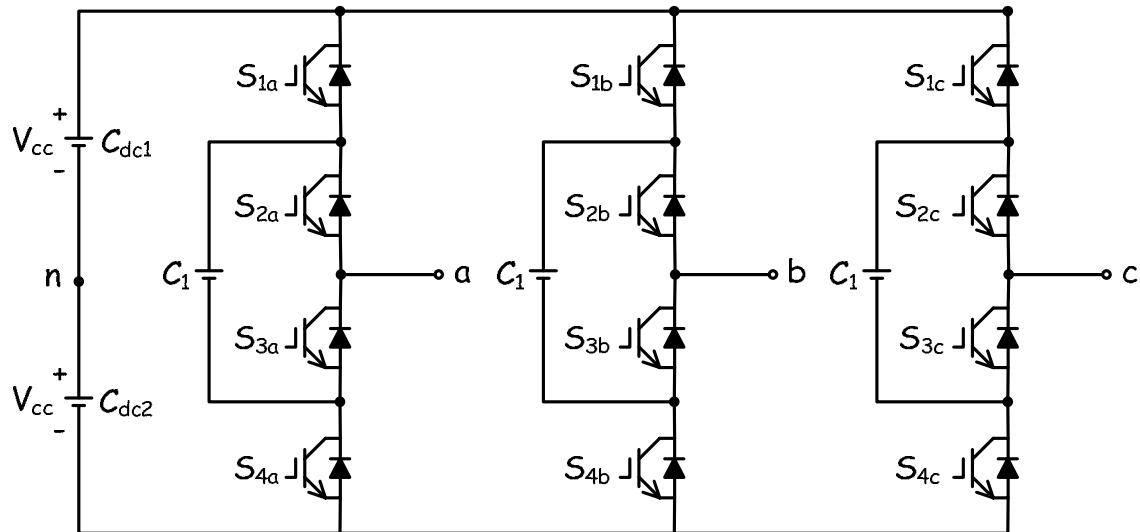 S1a S1b S1c
+
Vcc Cdc1
-
S2a S2b S2c
n C1 a C1 b C1 c
S3a S3b S3c
+
Vcc Cdc2
-
S4a S4b S4c